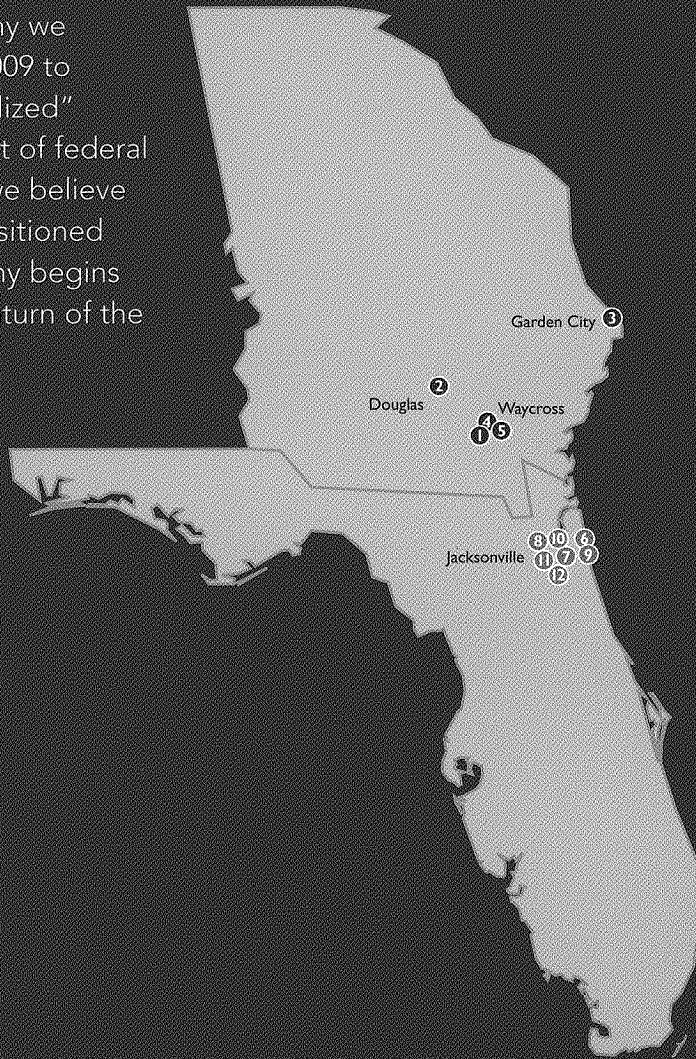 ny we
009 to
lized”
t of federal
ve believe
sitioned
ny begins
turn of the
Garden City 3
2
Douglas
Waycross
4
1 5
8 10 6
Jacksonville 11 7 9
12